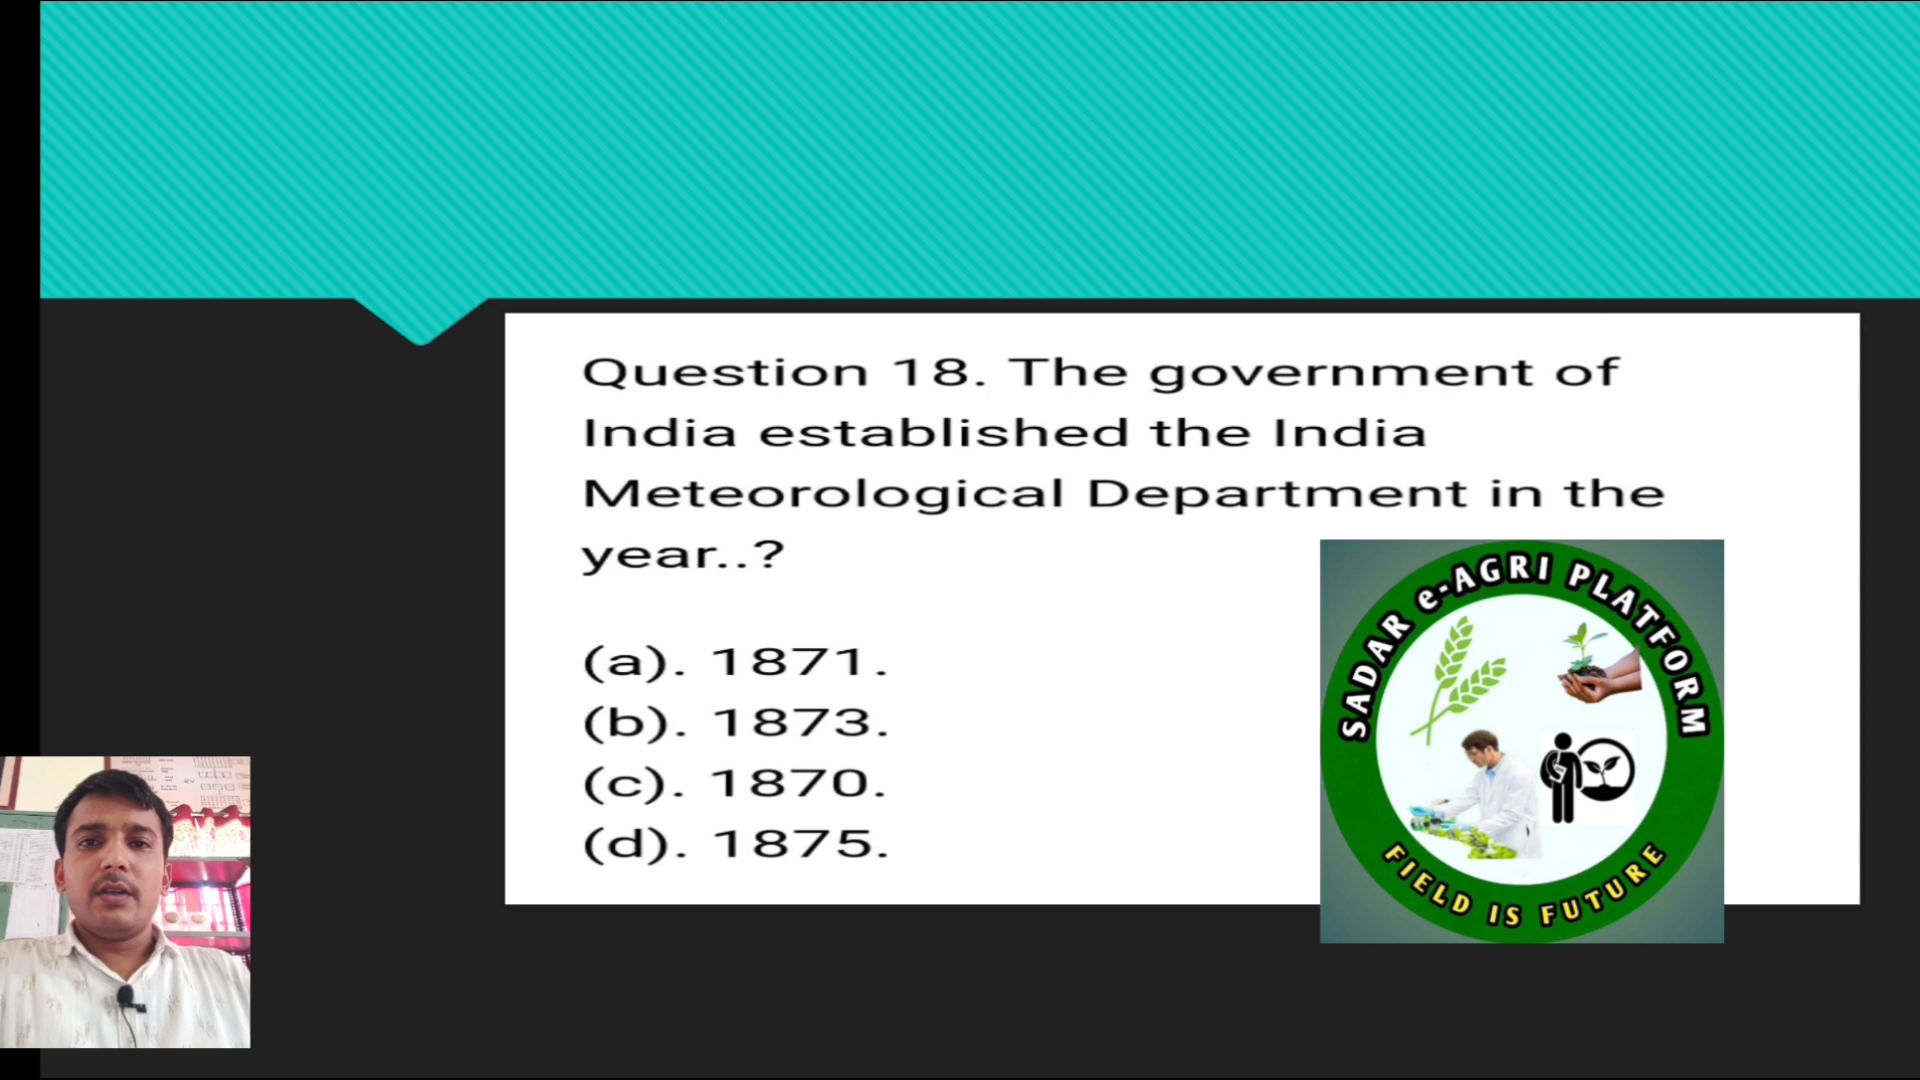 Question 18. The government of
India established the India
Meteorological Department in the
year..?
(a). 1871.
(b). 1873.
(c). 1870.
(d). 1875.
SADAR e-AGRI PLATFORM
FIELD IS FUTURE